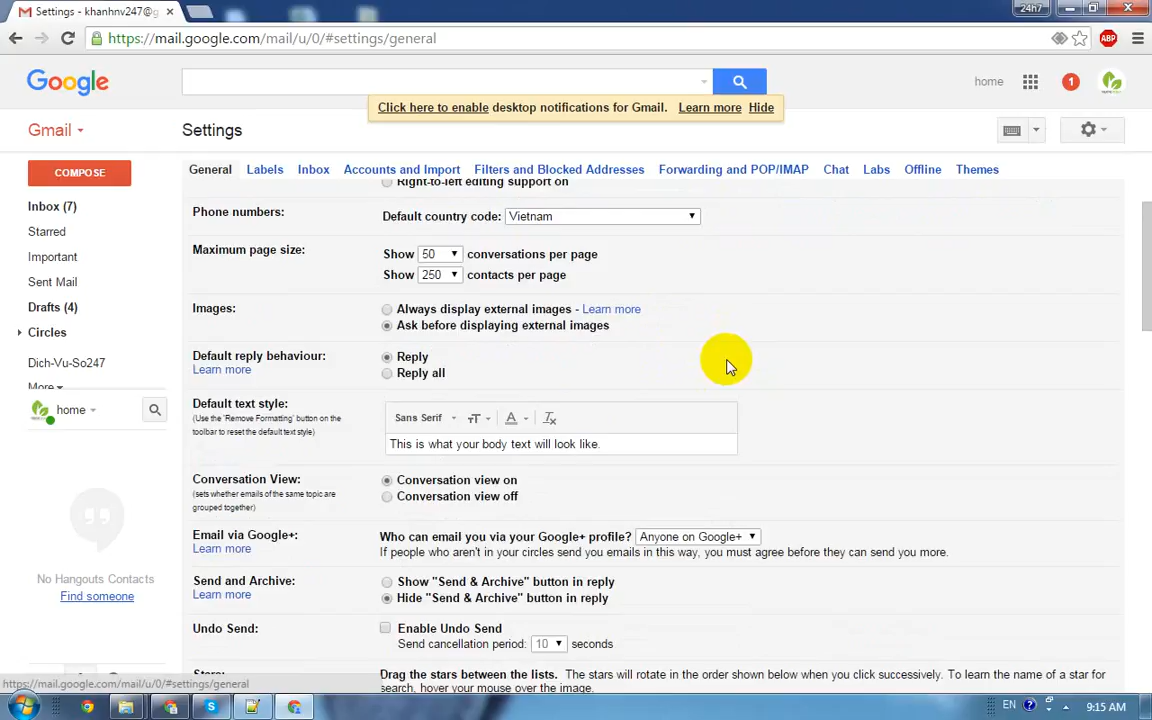 Settings - khanhnv247@g
24h7
https://mail.google.com/mail/u/0/#settings/general
ABP
Google
home
1
Click here to enable desktop notifications for Gmail. Learn more Hide
Gmail
Settings
COMPOSE
General Labels Inbox Accounts and Import Filters and Blocked Addresses Forwarding and POP/IMAP Chat Labs Offline Themes
Inbox (7)
Starred
Important
Sent Mail
Drafts (4)
Circles
Dich-Vu-So247
More
home
No Hangouts Contacts
Find someone
Right-to-left editing support on
Phone numbers: Default country code: Vietnam
Maximum page size: Show 50 conversations per page
Show 250 contacts per page
Images: Always display external images - Learn more
Ask before displaying external images
Default reply behaviour: Reply
Learn more
Reply all
Default text style:
(Use the 'Remove Formatting' button on the toolbar to reset the default text style)
Sans Serif
This is what your body text will look like.
Conversation View: Conversation view on
(sets whether emails of the same topic are grouped together)
Conversation view off
Email via Google+: Who can email you via your Google+ profile? Anyone on Google+
Learn more
If people who aren't in your circles send you emails in this way, you must agree before they can send you more.
Send and Archive: Show "Send & Archive" button in reply
Learn more
Hide "Send & Archive" button in reply
Undo Send: Enable Undo Send
Send cancellation period: 10 seconds
Stars: Drag the stars between the lists. The stars will rotate in the order shown below when you click successively. To learn the name of a star for
search, hover your mouse over the image.
https://mail.google.com/mail/u/0/#settings/general
EN
9:15 AM